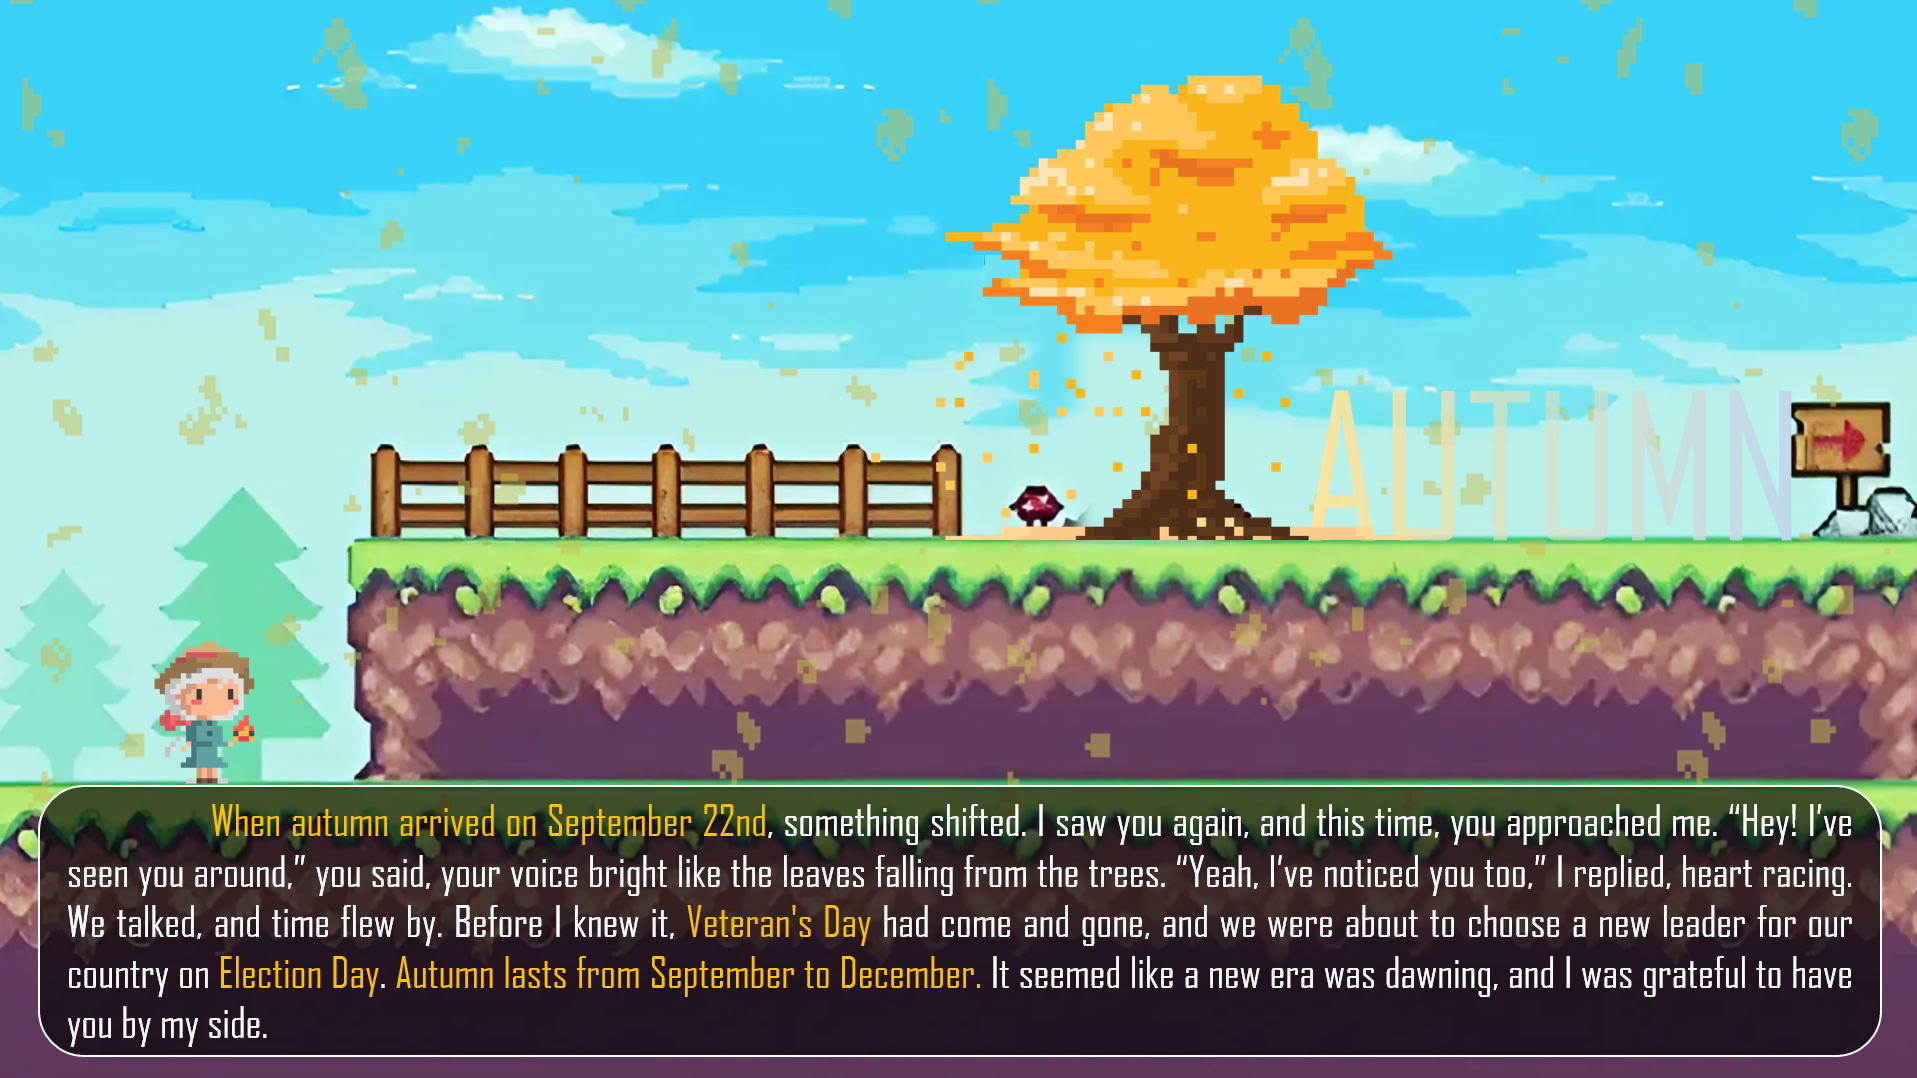 AUTUMN
When autumn arrived on September 22nd, something shifted. I saw you again, and this time, you approached me. “Hey! I’ve
seen you around,” you said, your voice bright like the leaves falling from the trees. “Yeah, I’ve noticed you too,” I replied, heart racing.
We talked, and time flew by. Before I knew it, Veteran's Day had come and gone, and we were about to choose a new leader for our
country on Election Day. Autumn lasts from September to December. It seemed like a new era was dawning, and I was grateful to have
you by my side.